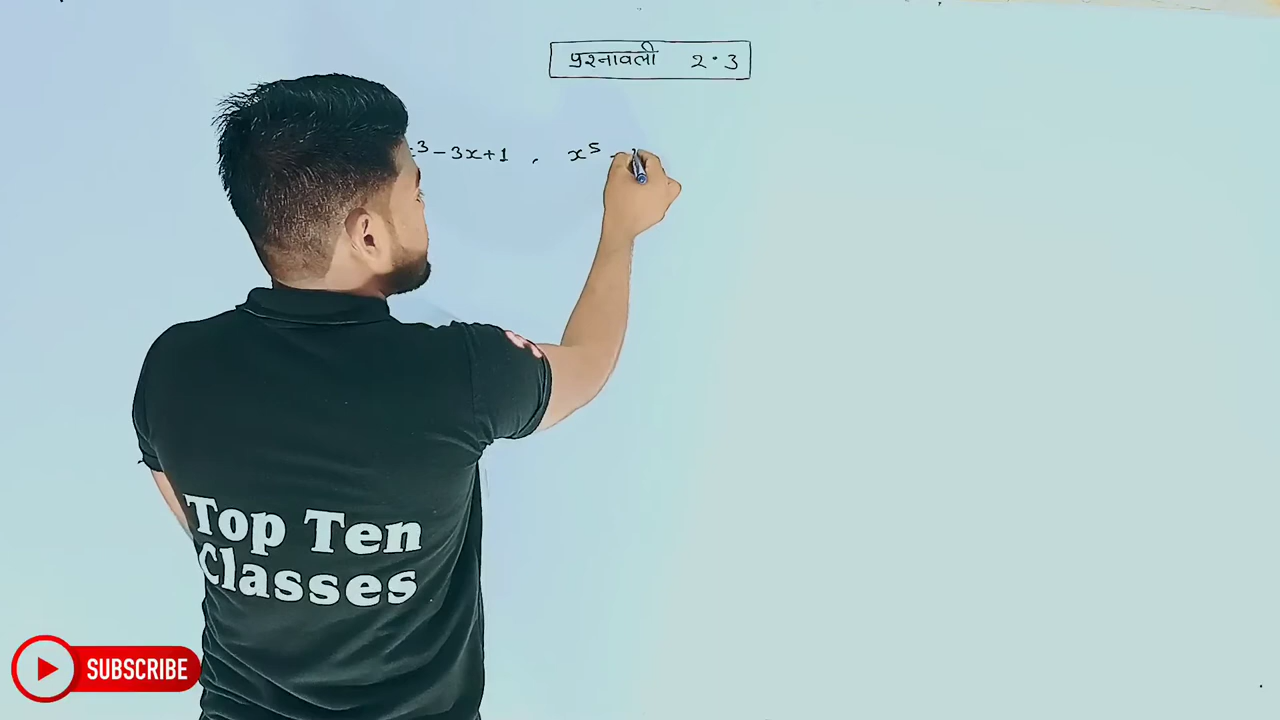 प्रश्नावली 2.3
³-3x+1 , x⁵ -
Top Ten
Classes
SUBSCRIBE